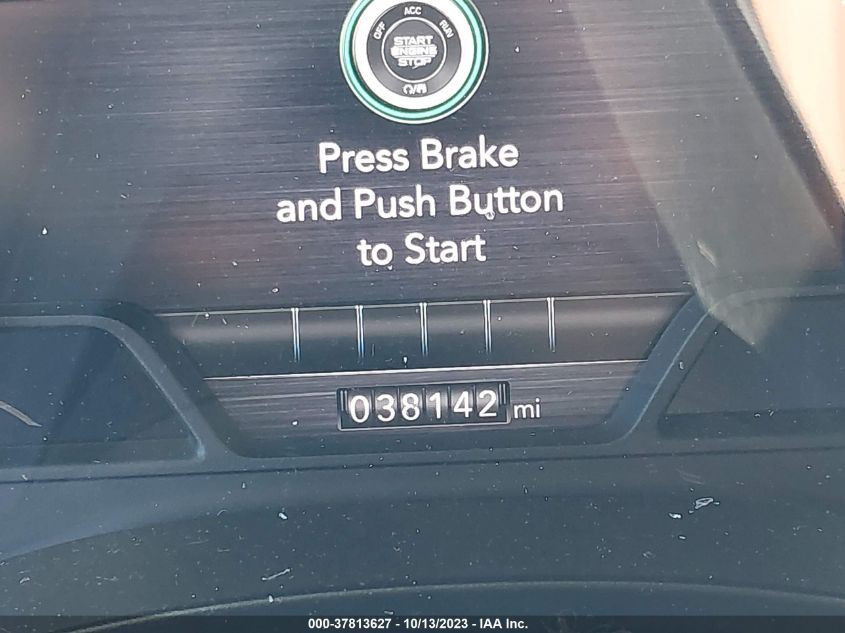 OFF ACC RUN
START
ENGINE
STOP
Press Brake
and Push Button
to Start
038142 mi
000-37813627 - 10/13/2023 - IAA Inc.